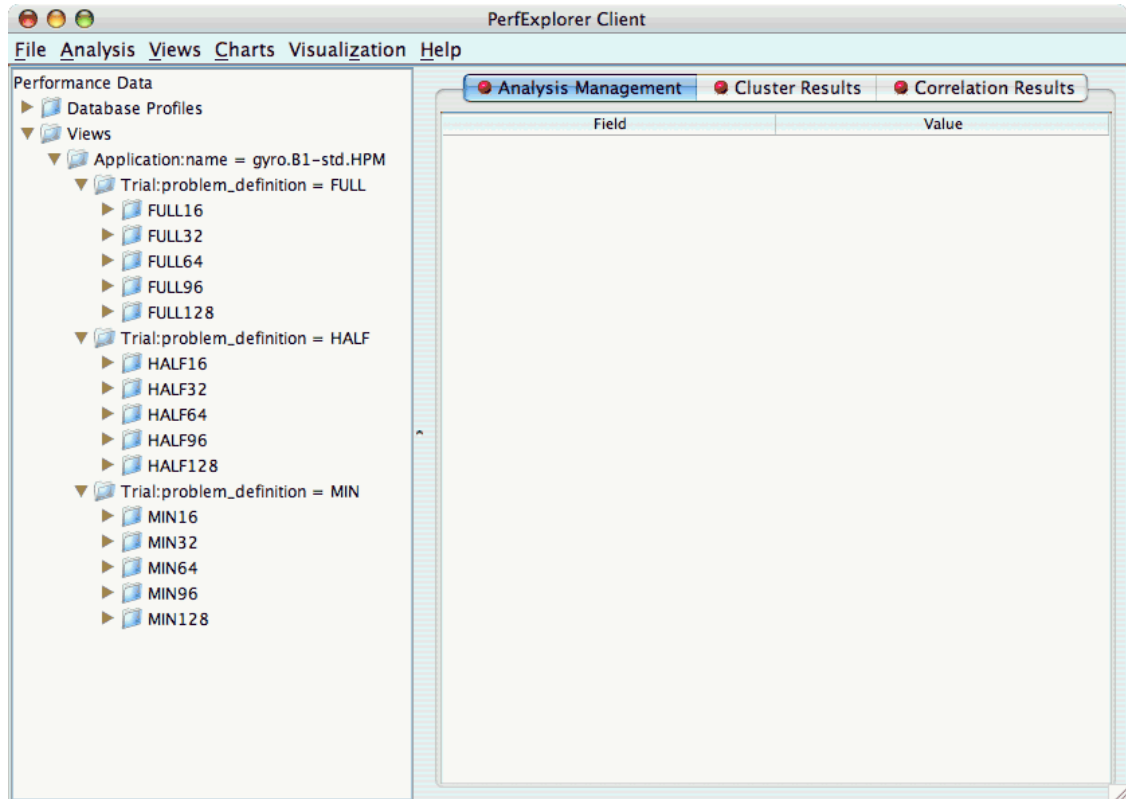 PerfExplorer Client
File Analysis Views Charts Visualization Help
Performance Data
Database Profiles
Views
Application:name = gyro.B1-std.HPM
Trial:problem_definition = FULL
FULL16
FULL32
FULL64
FULL96
FULL128
Trial:problem_definition = HALF
HALF16
HALF32
HALF64
HALF96
HALF128
Trial:problem_definition = MIN
MIN16
MIN32
MIN64
MIN96
MIN128
Analysis Management Cluster Results Correlation Results
Field Value